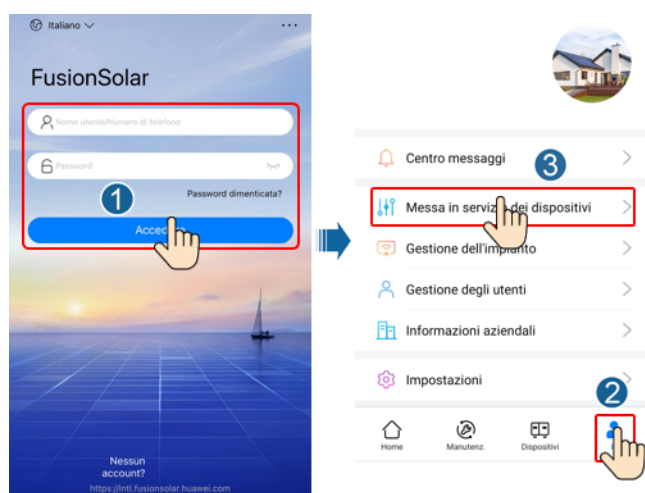 Italiano
FusionSolar
Nome utente/Numero di telefono
Password
Password dimenticata?
1
Nessun
account?
https://intl.fusionsolar.huawei.com
Centro messaggi
3
Messa in servizio dei dispositivi
Gestione dell'impianto
Gestione degli utenti
Informazioni aziendali
Impostazioni
2
Home
Manutenz.
Dispositivi